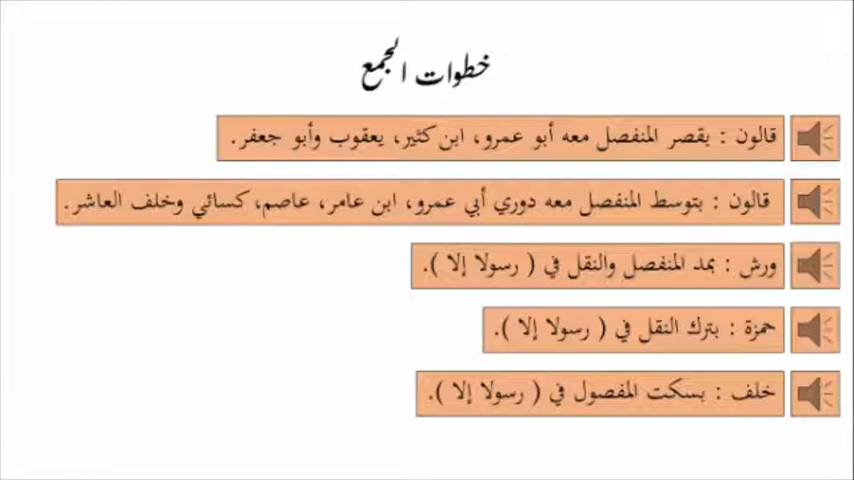 خطوات الجمع
قالون : بقصر المنفصل معه أبو عمرو، ابن كثير، يعقوب وأبو جعفر.
قالون : بتوسط المنفصل معه دوري أبي عمرو، ابن عامر، عاصم، كسائي وخلف العاشر.
ورش : بمد المنفصل والنقل في ( رسولا إلا ).
حمزة : بترك النقل في ( رسولا إلا ).
خلف : بسكت المفصول في ( رسولا إلا ).